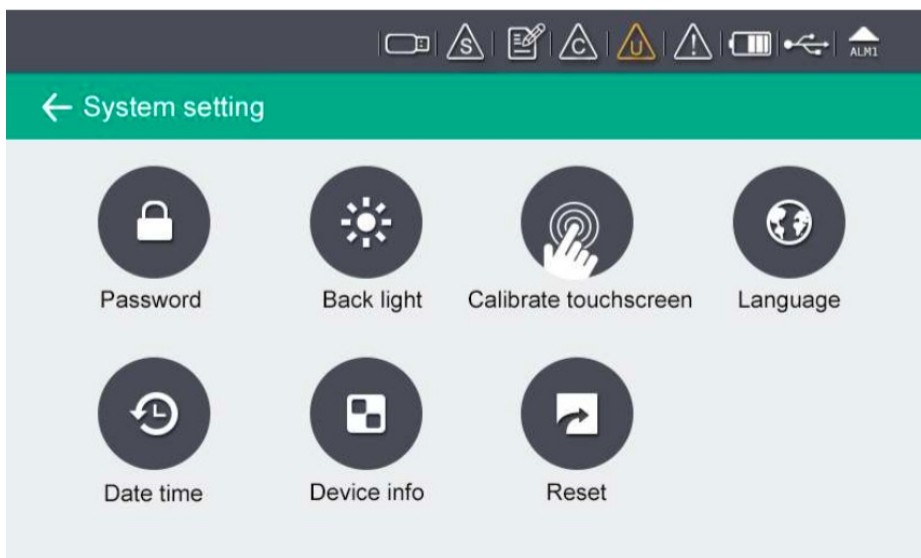 S C U ! ALM1
System setting
Password Back light Calibrate touchscreen Language
Date time Device info Reset